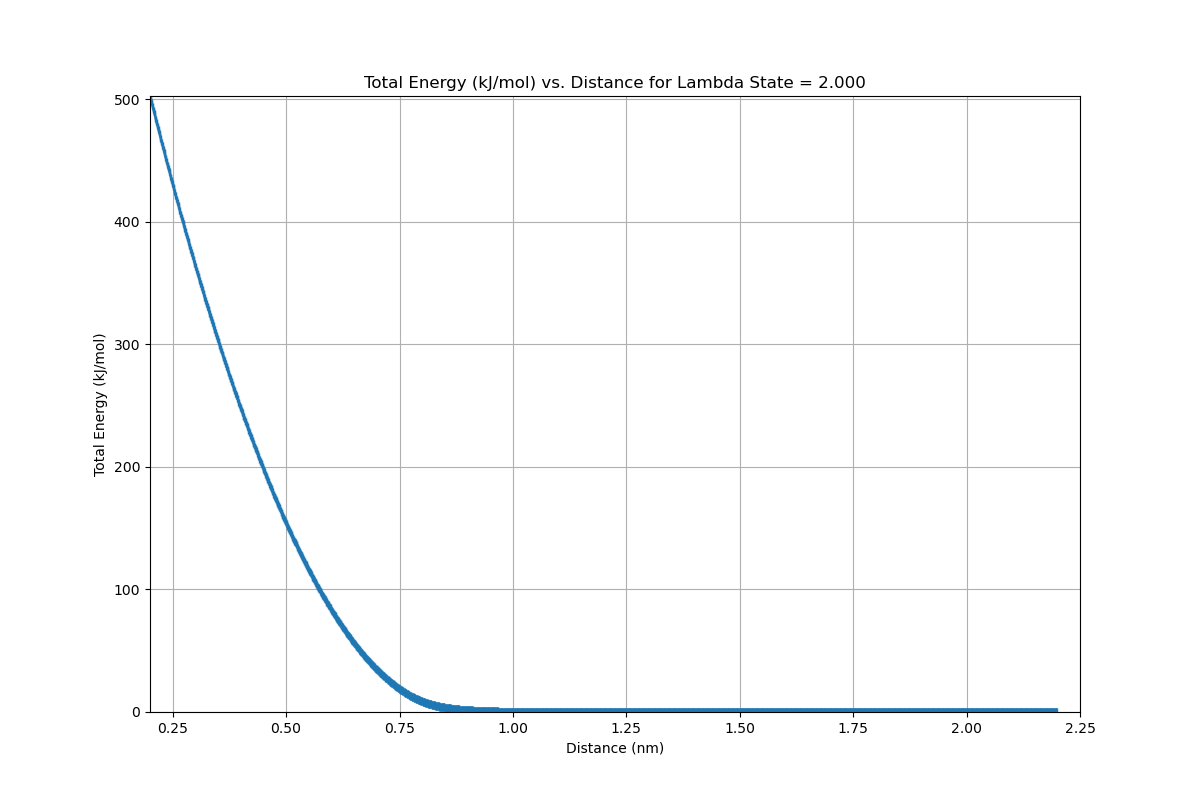 Total Energy (kJ/mol) vs. Distance for Lambda State = 2.000
500
400
300
200
100
0
Total Energy (kJ/mol)
0.25 0.50 0.75 1.00 1.25 1.50 1.75 2.00 2.25
Distance (nm)